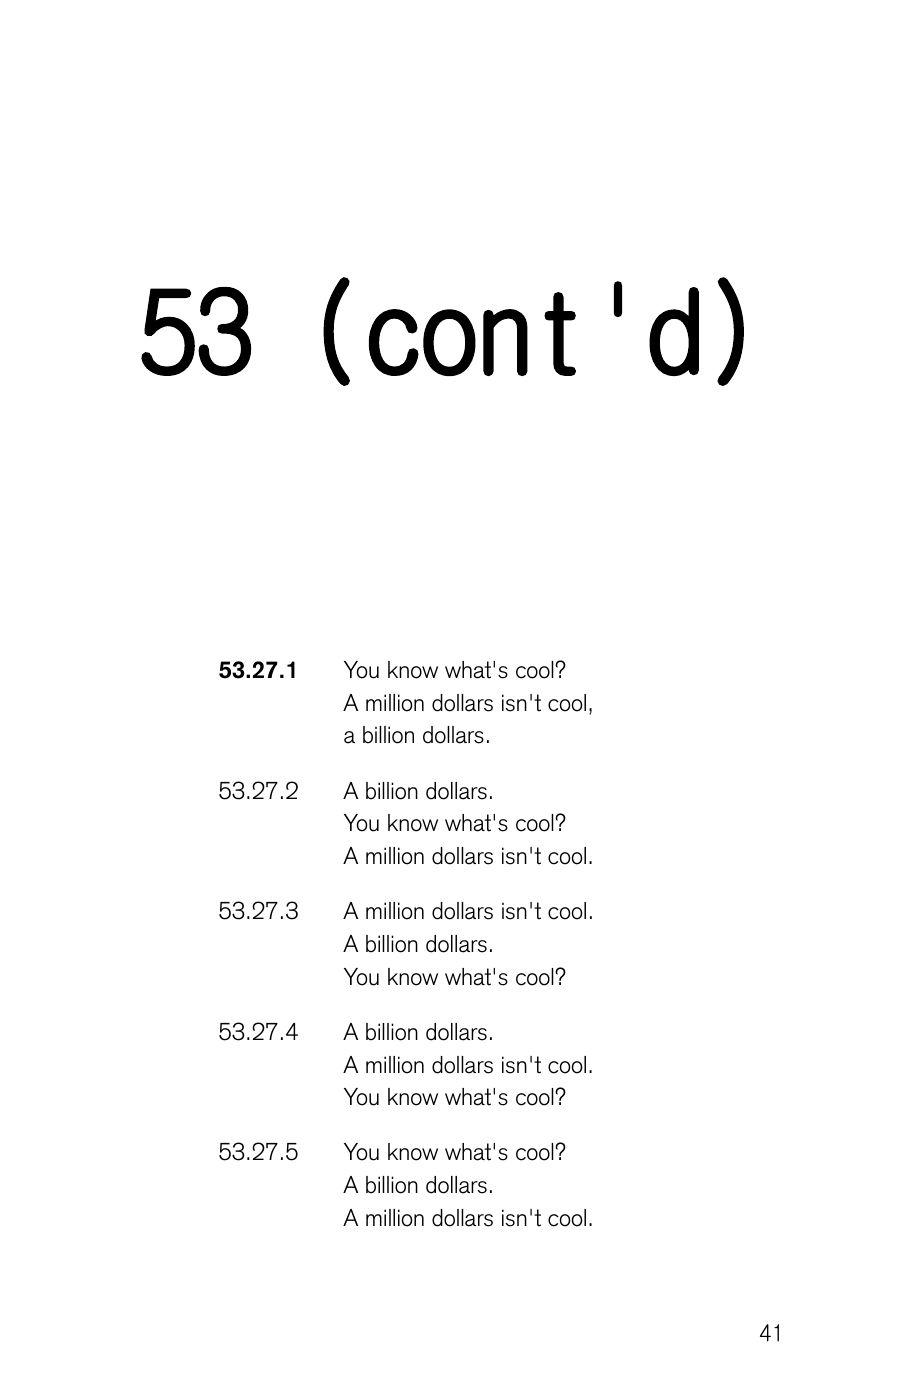 53 (cont'd)
53.27.1 You know what's cool?
A million dollars isn't cool,
a billion dollars.
53.27.2 A billion dollars.
You know what's cool?
A million dollars isn't cool.
53.27.3 A million dollars isn't cool.
A billion dollars.
You know what's cool?
53.27.4 A billion dollars.
A million dollars isn't cool.
You know what's cool?
53.27.5 You know what's cool?
A billion dollars.
A million dollars isn't cool.
41